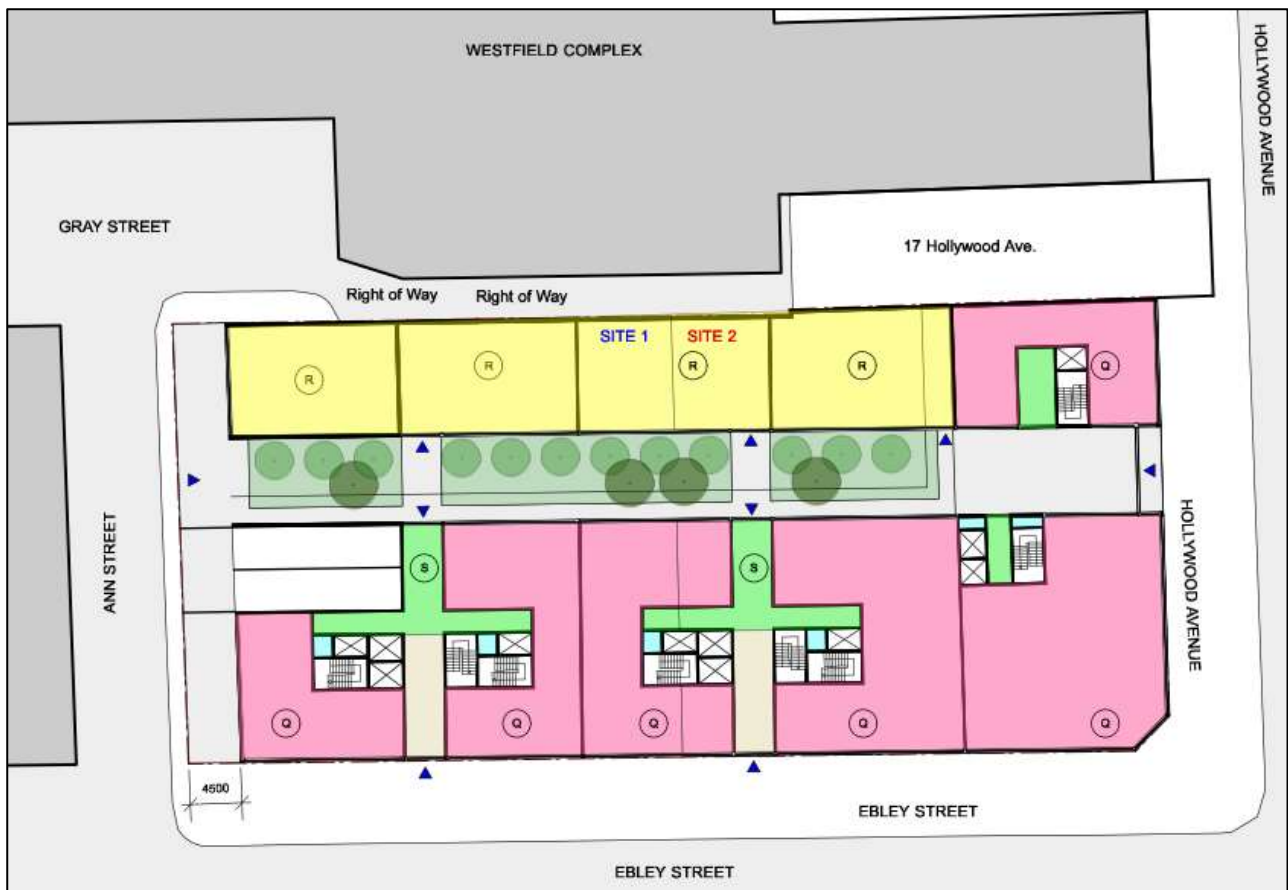 WESTFIELD COMPLEX
HOLLYWOOD AVENUE
GRAY STREET
17 Hollywood Ave.
Right of Way
Right of Way
SITE 1
SITE 2
R
R
R
R
Q
S
S
ANN STREET
HOLLYWOOD AVENUE
Q
Q
Q
Q
Q
4500
EBLEY STREET
EBLEY STREET